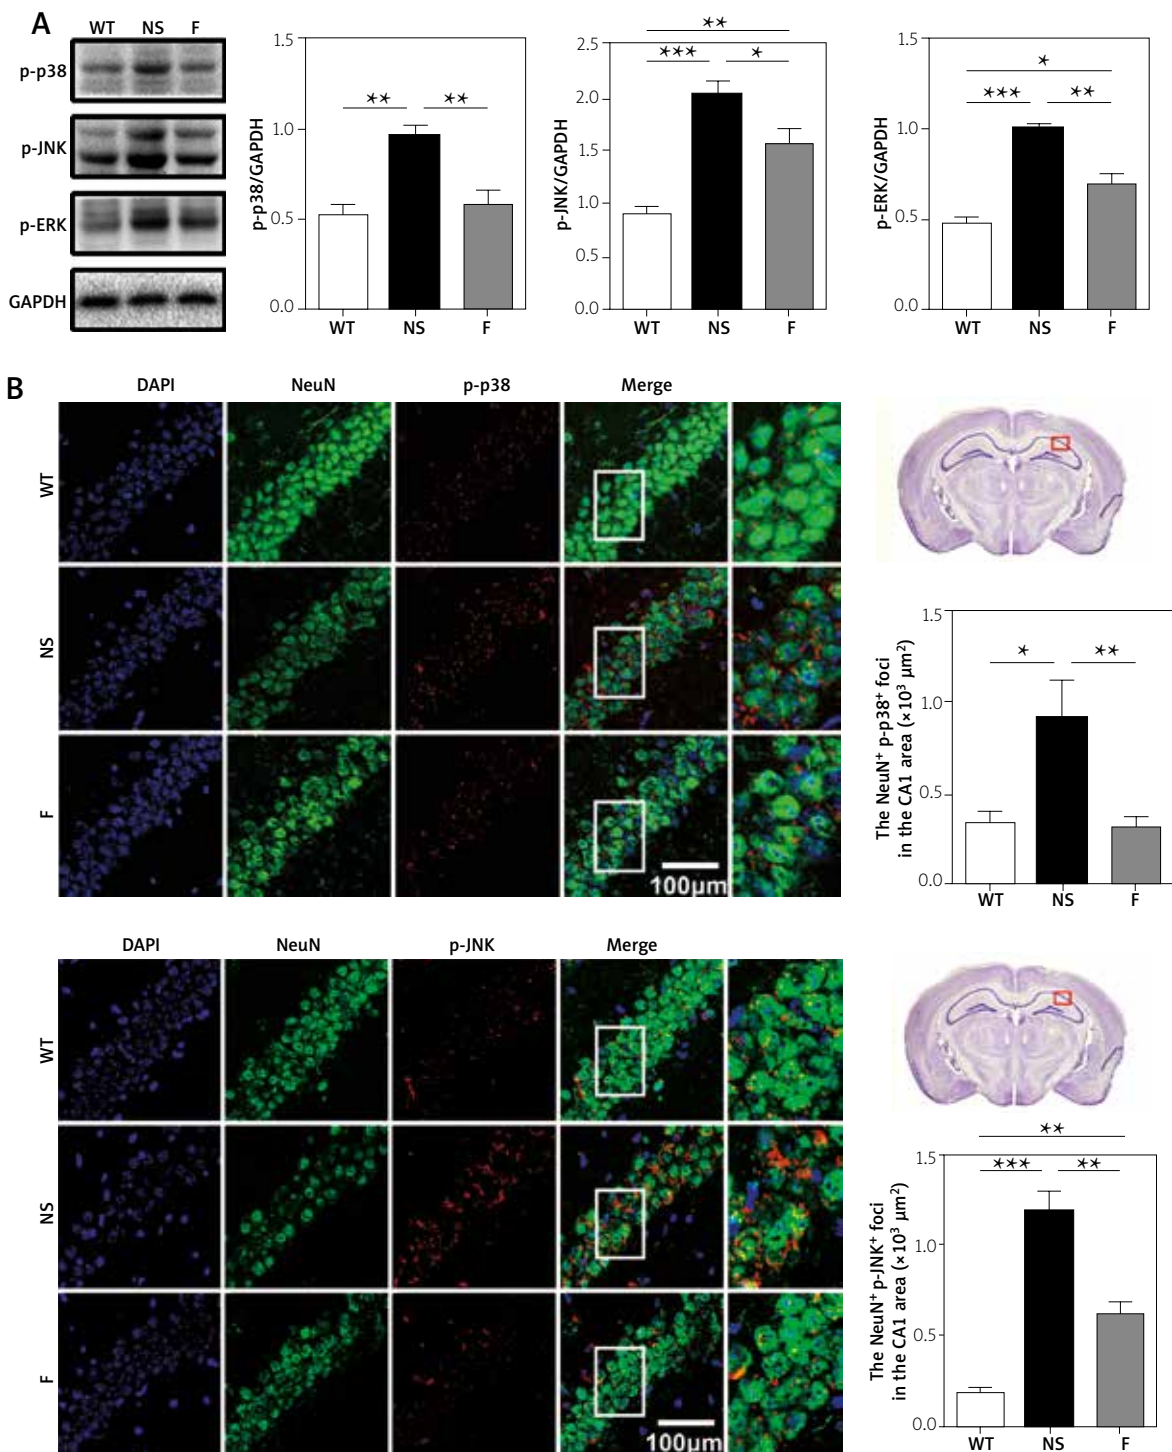 A
WT NS F
p-p38
p-JNK
p-ERK
GAPDH
p-p38/GAPDH
1.5
1.0
0.5
0.0
** **
WT NS F
p-JNK/GAPDH
2.5
2.0
1.5
1.0
0.5
0.0
**
*** *
WT NS F
p-ERK/GAPDH
1.5
1.0
0.5
0.0
*
*** **
WT NS F
B
DAPI NeuN p-p38 Merge
WT
NS
F
100µm
The NeuN+ p-p38+ foci
in the CA1 area (×10³ µm²)
1.5
1.0
0.5
0.0
* **
WT NS F
DAPI NeuN p-JNK Merge
WT
NS
F
100µm
The NeuN+ p-JNK+ foci
in the CA1 area (×10³ µm²)
1.5
1.0
0.5
0.0
**
*** **
WT NS F